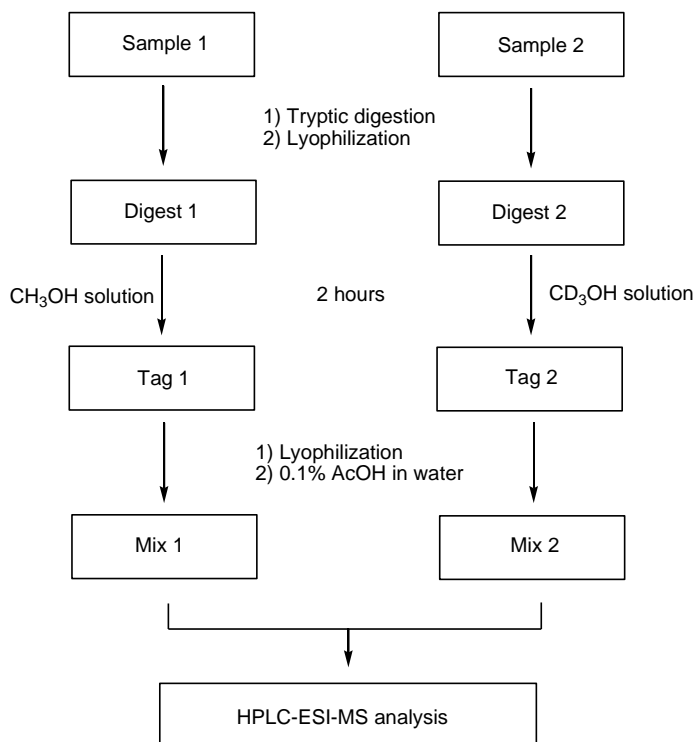 Sample 1
Sample 2
1) Tryptic digestion
2) Lyophilization
Digest 1
Digest 2
CH₃OH solution
2 hours
CD₃OH solution
Tag 1
Tag 2
1) Lyophilization
2) 0.1% AcOH in water
Mix 1
Mix 2
HPLC-ESI-MS analysis